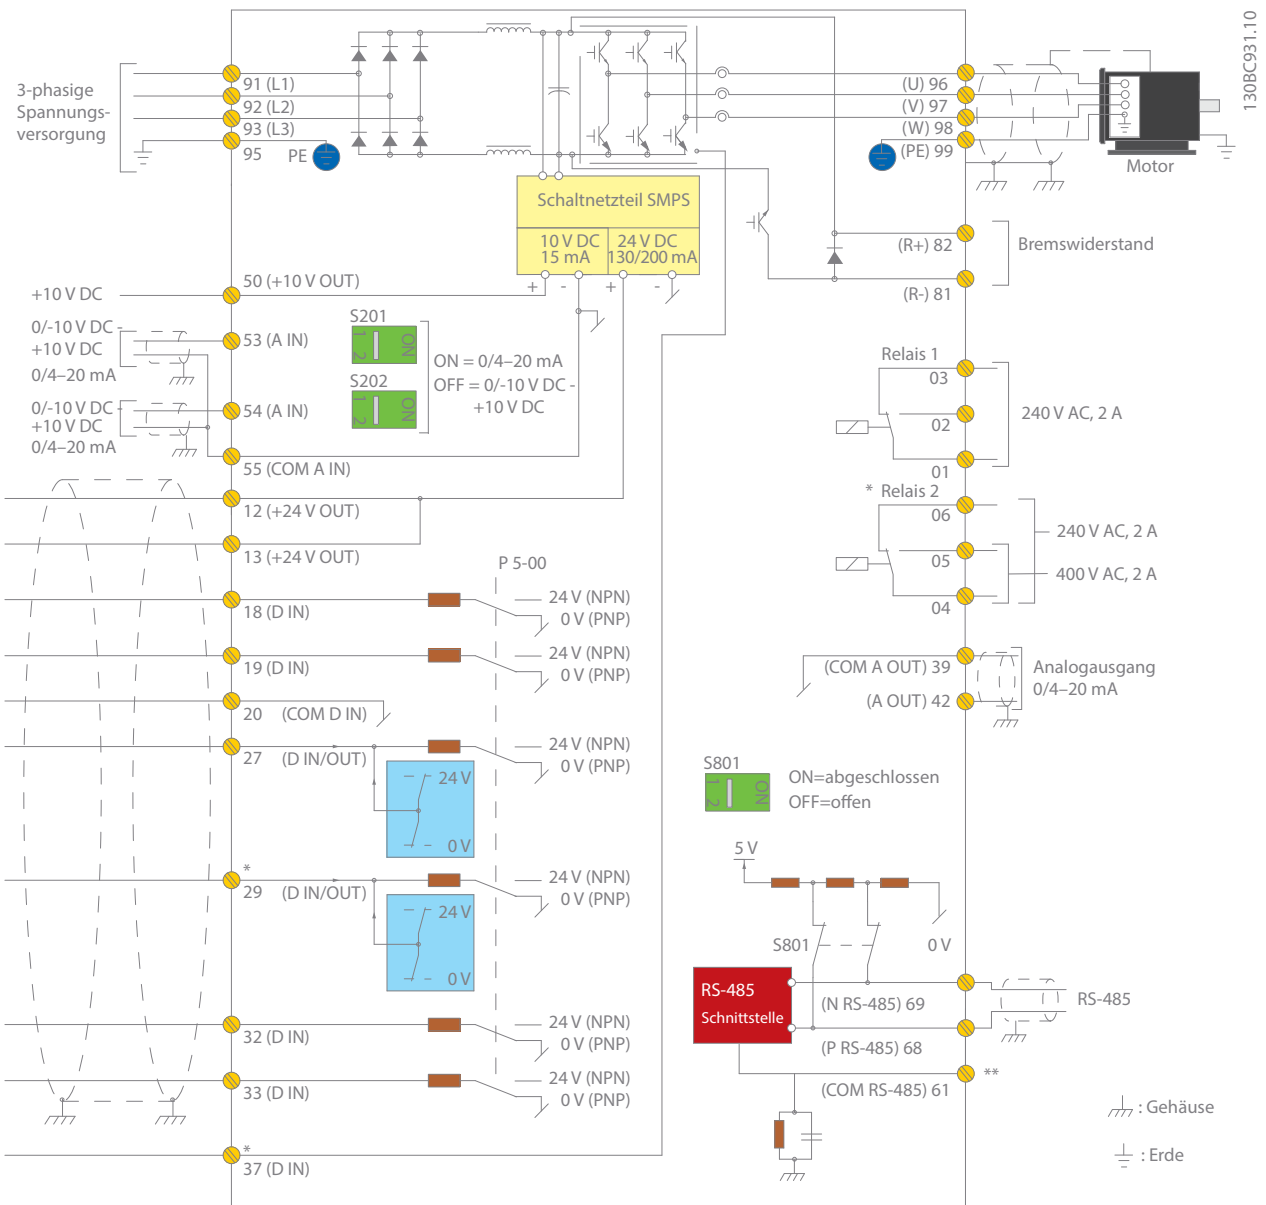 130BC931.10
3-phasige
Spannungs-
versorgung
91 (L1)
92 (L2)
93 (L3)
95
PE
(U) 96
(V) 97
(W) 98
(PE) 99
Motor
Schaltnetzteil SMPS
10 V DC
15 mA
24 V DC
130/200 mA
+
-
+
-
(R+) 82
(R-) 81
Bremswiderstand
+10 V DC
50 (+10 V OUT)
0/-10 V DC -
+10 V DC
0/4–20 mA
53 (A IN)
0/-10 V DC -
+10 V DC
0/4–20 mA
54 (A IN)
55 (COM A IN)
S201
1
2
ON
S202
1
2
ON
ON = 0/4–20 mA
OFF = 0/-10 V DC -
+10 V DC
Relais 1
03
02
01
240 V AC, 2 A
* Relais 2
06
05
04
240 V AC, 2 A
400 V AC, 2 A
12 (+24 V OUT)
13 (+24 V OUT)
P 5-00
18 (D IN)
24 V (NPN)
0 V (PNP)
19 (D IN)
24 V (NPN)
0 V (PNP)
20 (COM D IN)
27 (D IN/OUT)
24 V (NPN)
0 V (PNP)
24 V
0 V
*
29 (D IN/OUT)
24 V (NPN)
0 V (PNP)
24 V
0 V
32 (D IN)
24 V (NPN)
0 V (PNP)
33 (D IN)
24 V (NPN)
0 V (PNP)
*
37 (D IN)
(COM A OUT) 39
(A OUT) 42
Analogausgang
0/4–20 mA
S801
1
2
ON
ON=abgeschlossen
OFF=offen
5 V
S801
0 V
RS-485
Schnittstelle
(N RS-485) 69
(P RS-485) 68
(COM RS-485) 61
**
RS-485
: Gehäuse
: Erde